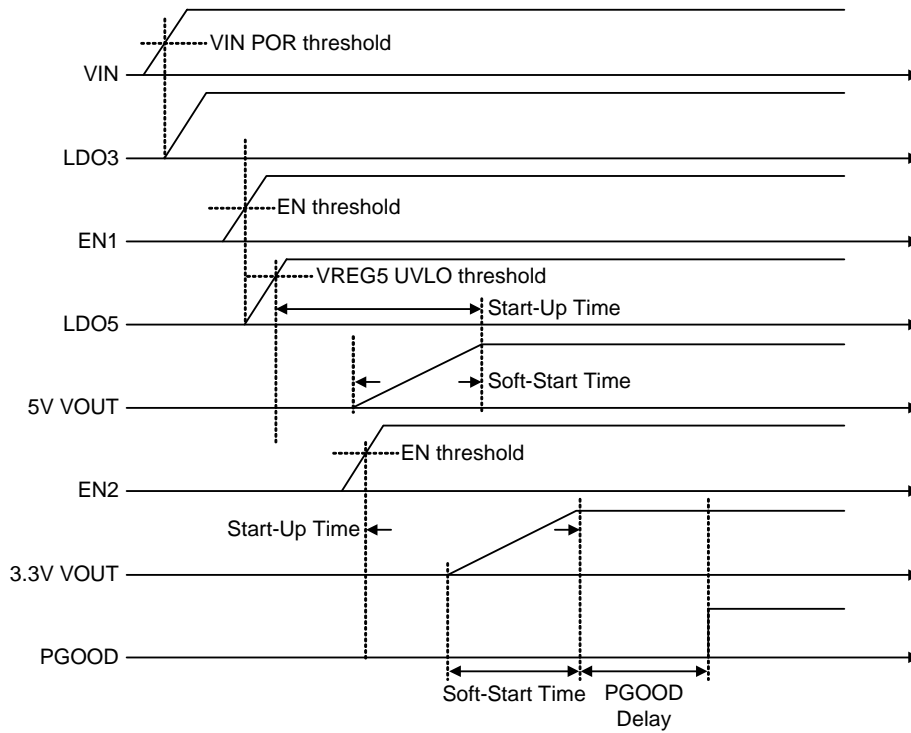 VIN POR threshold
VIN
LDO3
EN threshold
EN1
VREG5 UVLO threshold
Start-Up Time
LDO5
Soft-Start Time
5V VOUT
EN threshold
EN2
Start-Up Time
3.3V VOUT
PGOOD
Soft-Start Time
PGOOD
Delay